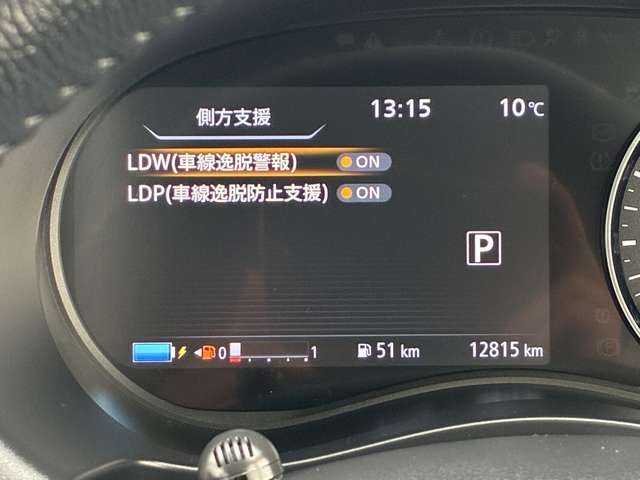 側方支援 13:15 10℃
LDW(車線逸脱警報) ON
LDP(車線逸脱防止支援) ON
P
0 1 51 km 12815 km